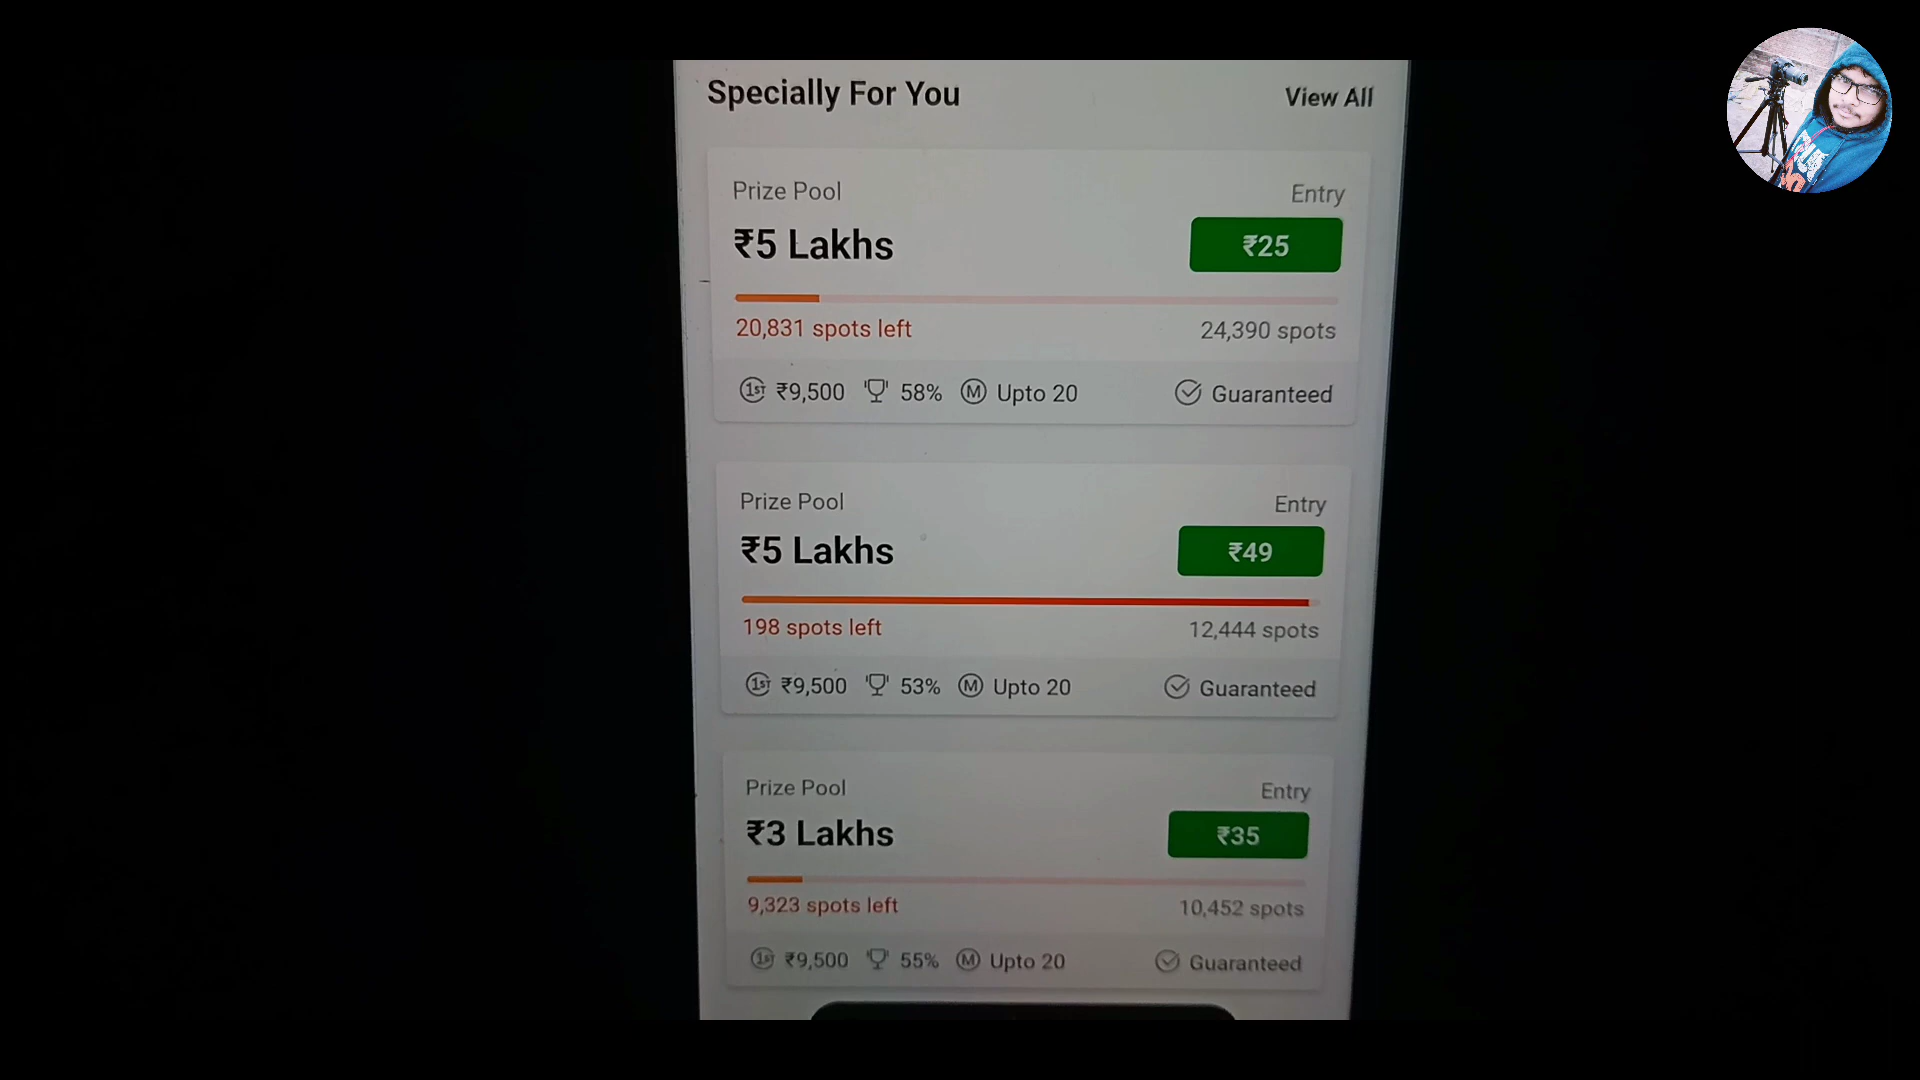 Specially For You View All
Prize Pool Entry
₹5 Lakhs ₹25
20,831 spots left 24,390 spots
1ST ₹9,500 58% M Upto 20 Guaranteed
Prize Pool Entry
₹5 Lakhs ₹49
198 spots left 12,444 spots
1ST ₹9,500 53% M Upto 20 Guaranteed
Prize Pool Entry
₹3 Lakhs ₹35
9,323 spots left 10,452 spots
1ST ₹9,500 55% M Upto 20 Guaranteed